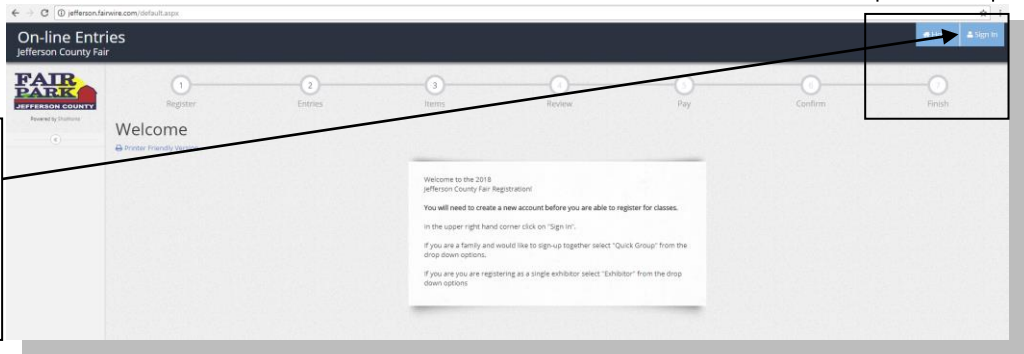 jefferson.fairwire.com/default.aspx
On-line Entries
Jefferson County Fair
Sign In
FAIR
PARK
JEFFERSON COUNTY
Powered by ShoWorks
1
2
3
Register
Entries
Items
Review
Pay
Confirm
Finish
Welcome
Printer Friendly Version
Welcome to the 2018
Jefferson County Fair Registration!
You will need to create a new account before you are able to register for classes.
In the upper right hand corner click on "Sign In".
If you are a family and would like to sign-up together select "Quick Group" from the
drop down options.
If you are you are registering as a single exhibitor select "Exhibitor" from the drop
down options